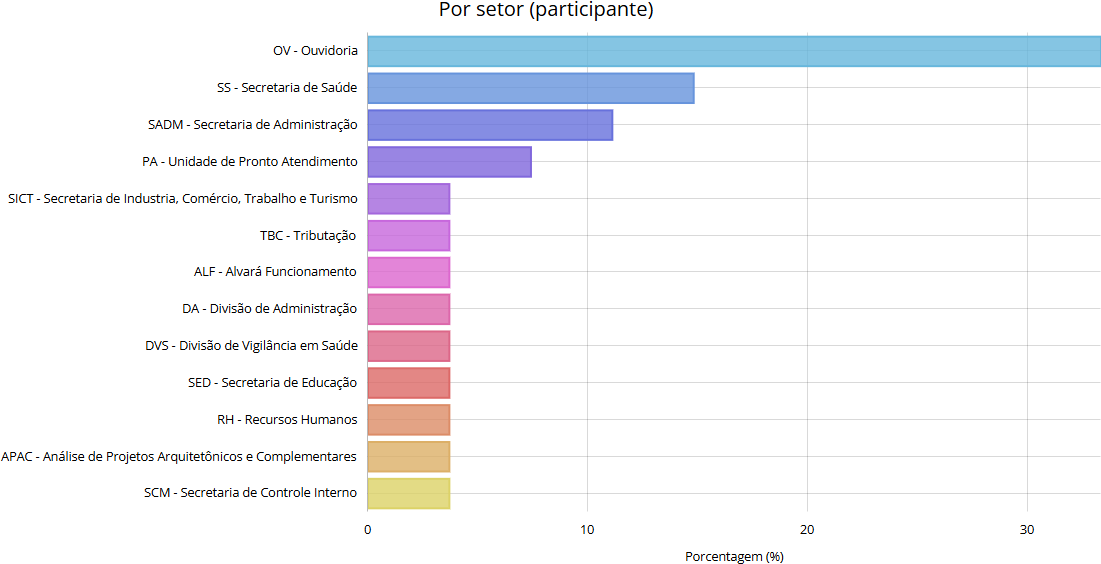 Por setor (participante)
OV - Ouvidoria
SS - Secretaria de Saúde
SADM - Secretaria de Administração
PA - Unidade de Pronto Atendimento
SICT - Secretaria de Industria, Comércio, Trabalho e Turismo
TBC - Tributação
ALF - Alvará Funcionamento
DA - Divisão de Administração
DVS - Divisão de Vigilância em Saúde
SED - Secretaria de Educação
RH - Recursos Humanos
APAC - Análise de Projetos Arquitetônicos e Complementares
SCM - Secretaria de Controle Interno
0 10 20 30
Porcentagem (%)